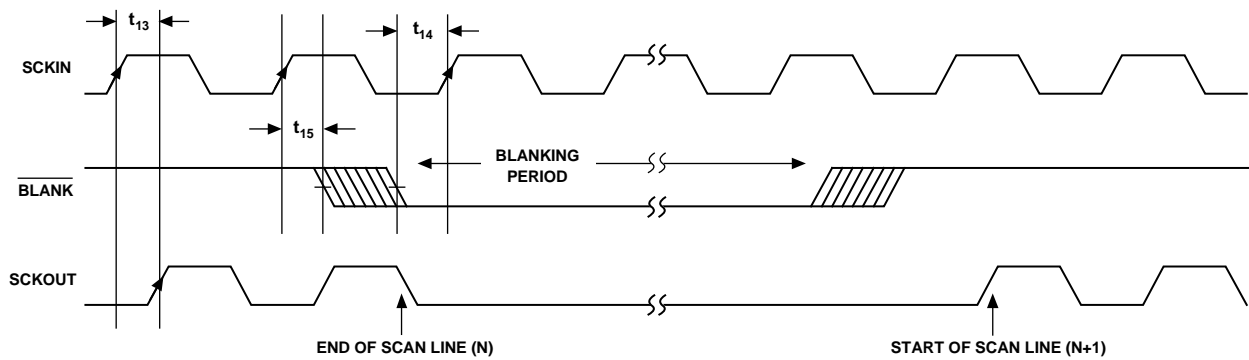 t13
t14
SCKIN
t15
BLANKING
PERIOD
BLANK
SCKOUT
END OF SCAN LINE (N)
START OF SCAN LINE (N+1)